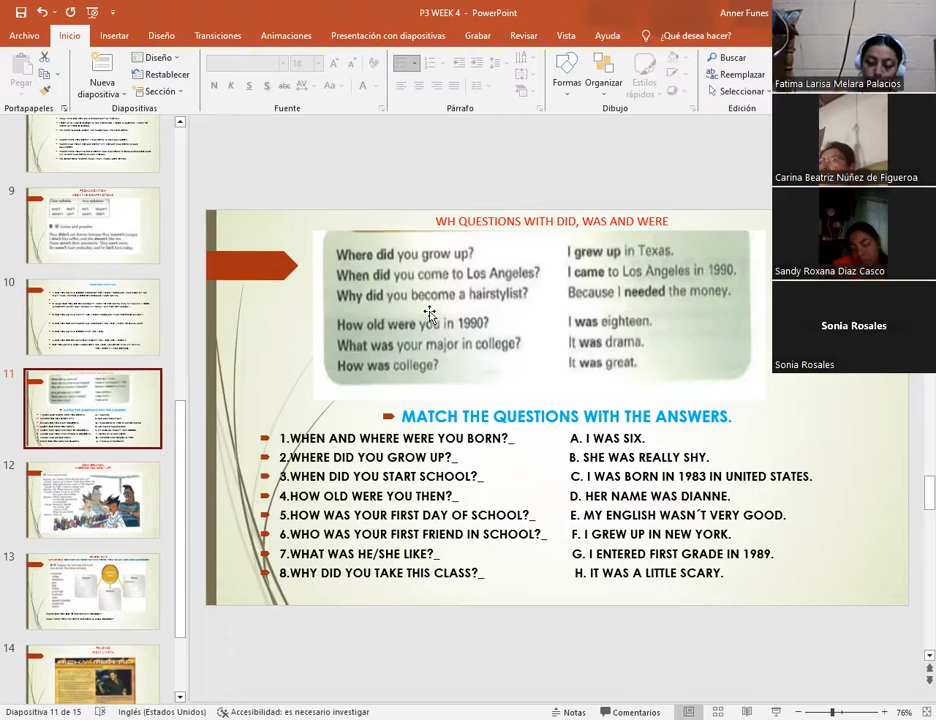 P3 WEEK 4 - PowerPoint
Anner Funes
Archivo Inicio Insertar Diseño Transiciones Animaciones Presentación con diapositivas Grabar Revisar Vista Ayuda ¿Qué desea hacer?
Pegar
Nueva diapositiva
Diseño
Restablecer
Sección
18
N K S abc Aa A
Formas Organizar Estilos rápidos
Buscar
Reemplazar
Seleccionar
Portapapeles Diapositivas Fuente Párrafo Dibujo Edición
Fatima Larisa Melara Palacios
Carina Beatriz Núñez de Figueroa
Sandy Roxana Diaz Casco
Sonia Rosales
Sonia Rosales
9
10
11
12
13
14
WH QUESTIONS WITH DID, WAS AND WERE
Where did you grow up? I grew up in Texas.
When did you come to Los Angeles? I came to Los Angeles in 1990.
Why did you become a hairstylist? Because I needed the money.
How old were you in 1990? I was eighteen.
What was your major in college? It was drama.
How was college? It was great.
MATCH THE QUESTIONS WITH THE ANSWERS.
1.WHEN AND WHERE WERE YOU BORN?_ A. I WAS SIX.
2.WHERE DID YOU GROW UP?_ B. SHE WAS REALLY SHY.
3.WHEN DID YOU START SCHOOL?_ C. I WAS BORN IN 1983 IN UNITED STATES.
4.HOW OLD WERE YOU THEN?_ D. HER NAME WAS DIANNE.
5.HOW WAS YOUR FIRST DAY OF SCHOOL?_ E. MY ENGLISH WASN´T VERY GOOD.
6.WHO WAS YOUR FIRST FRIEND IN SCHOOL?_ F. I GREW UP IN NEW YORK.
7.WHAT WAS HE/SHE LIKE?_ G. I ENTERED FIRST GRADE IN 1989.
8.WHY DID YOU TAKE THIS CLASS?_ H. IT WAS A LITTLE SCARY.
Diapositiva 11 de 15 Inglés (Estados Unidos) Accesibilidad: es necesario investigar Notas Comentarios 76%